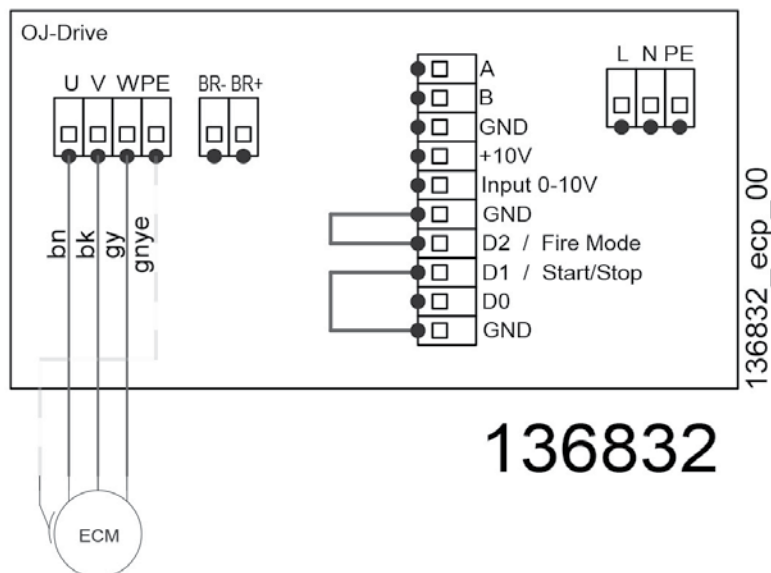 OJ-Drive
U V W PE
BR- BR+
L N PE
A
B
GND
+10V
Input 0-10V
GND
D2 / Fire Mode
D1 / Start/Stop
D0
GND
bn
bk
gy
gnye
ECM
136832_ecp_00
136832